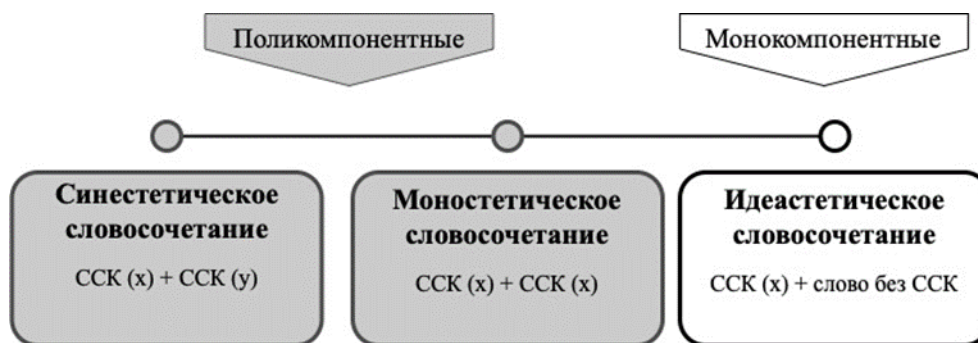 Поликомпонентные
Монокомпонентные
Синестетическое
словосочетание
ССК (x) + ССК (y)
Моностетическое
словосочетание
ССК (x) + ССК (x)
Идеастетическое
словосочетание
ССК (x) + слово без ССК